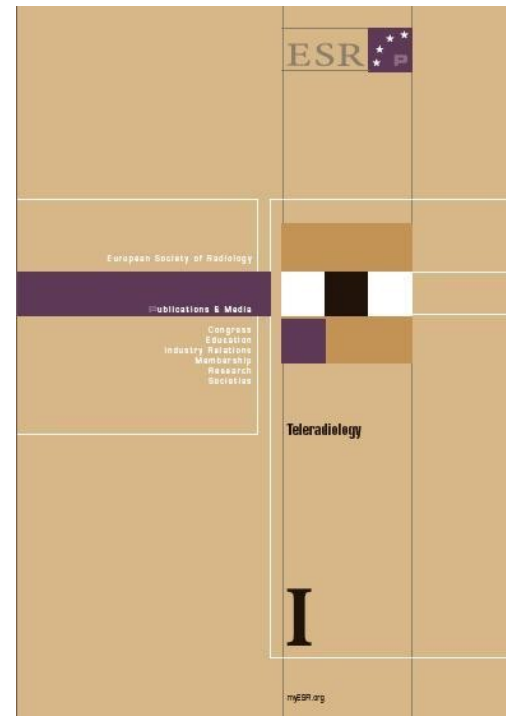 ESR
P
European Society of Radiology
Publications & Media
Congress
Education
Industry Relations
Membership
Research
Societies
Teleradiology
I
myESR.org